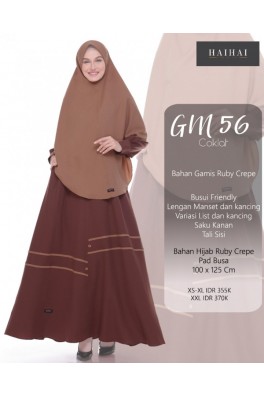 HAIHAI
GM 56
Coklat
Bahan Gamis Ruby Crepe
Busui Friendly
Lengan Manset dan kancing
Variasi List dan kancing
Saku Kanan
Tali Sisi
Bahan Hijab Ruby Crepe
Pad Busa
100 x 125 Cm
XS-XL IDR 355K
XXL IDR 370K